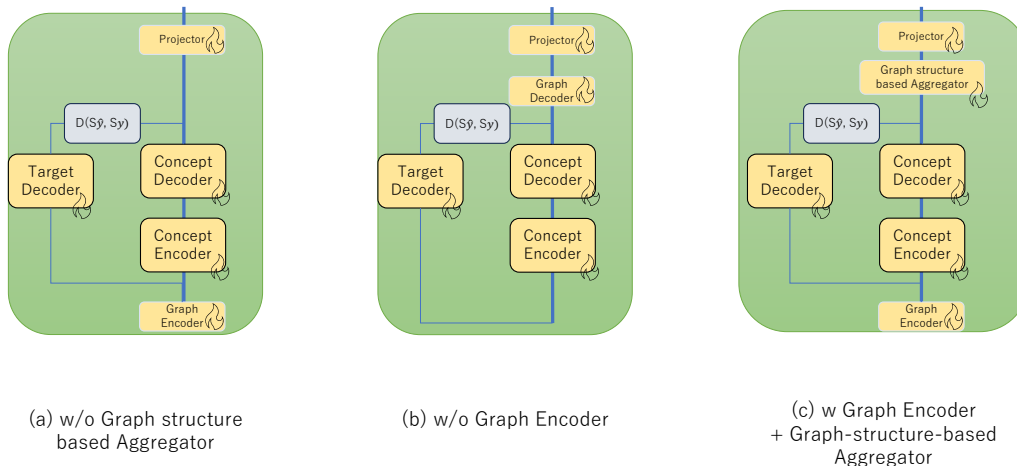 Projector
D(Sŷ, Sy)
Target
Decoder
Concept
Decoder
Concept
Encoder
Graph
Encoder
(a) w/o Graph structure
based Aggregator
Projector
Graph
Decoder
D(Sŷ, Sy)
Target
Decoder
Concept
Decoder
Concept
Encoder
(b) w/o Graph Encoder
Projector
Graph structure
based Aggregator
D(Sŷ, Sy)
Target
Decoder
Concept
Decoder
Concept
Encoder
Graph
Encoder
(c) w Graph Encoder
+ Graph-structure-based
Aggregator